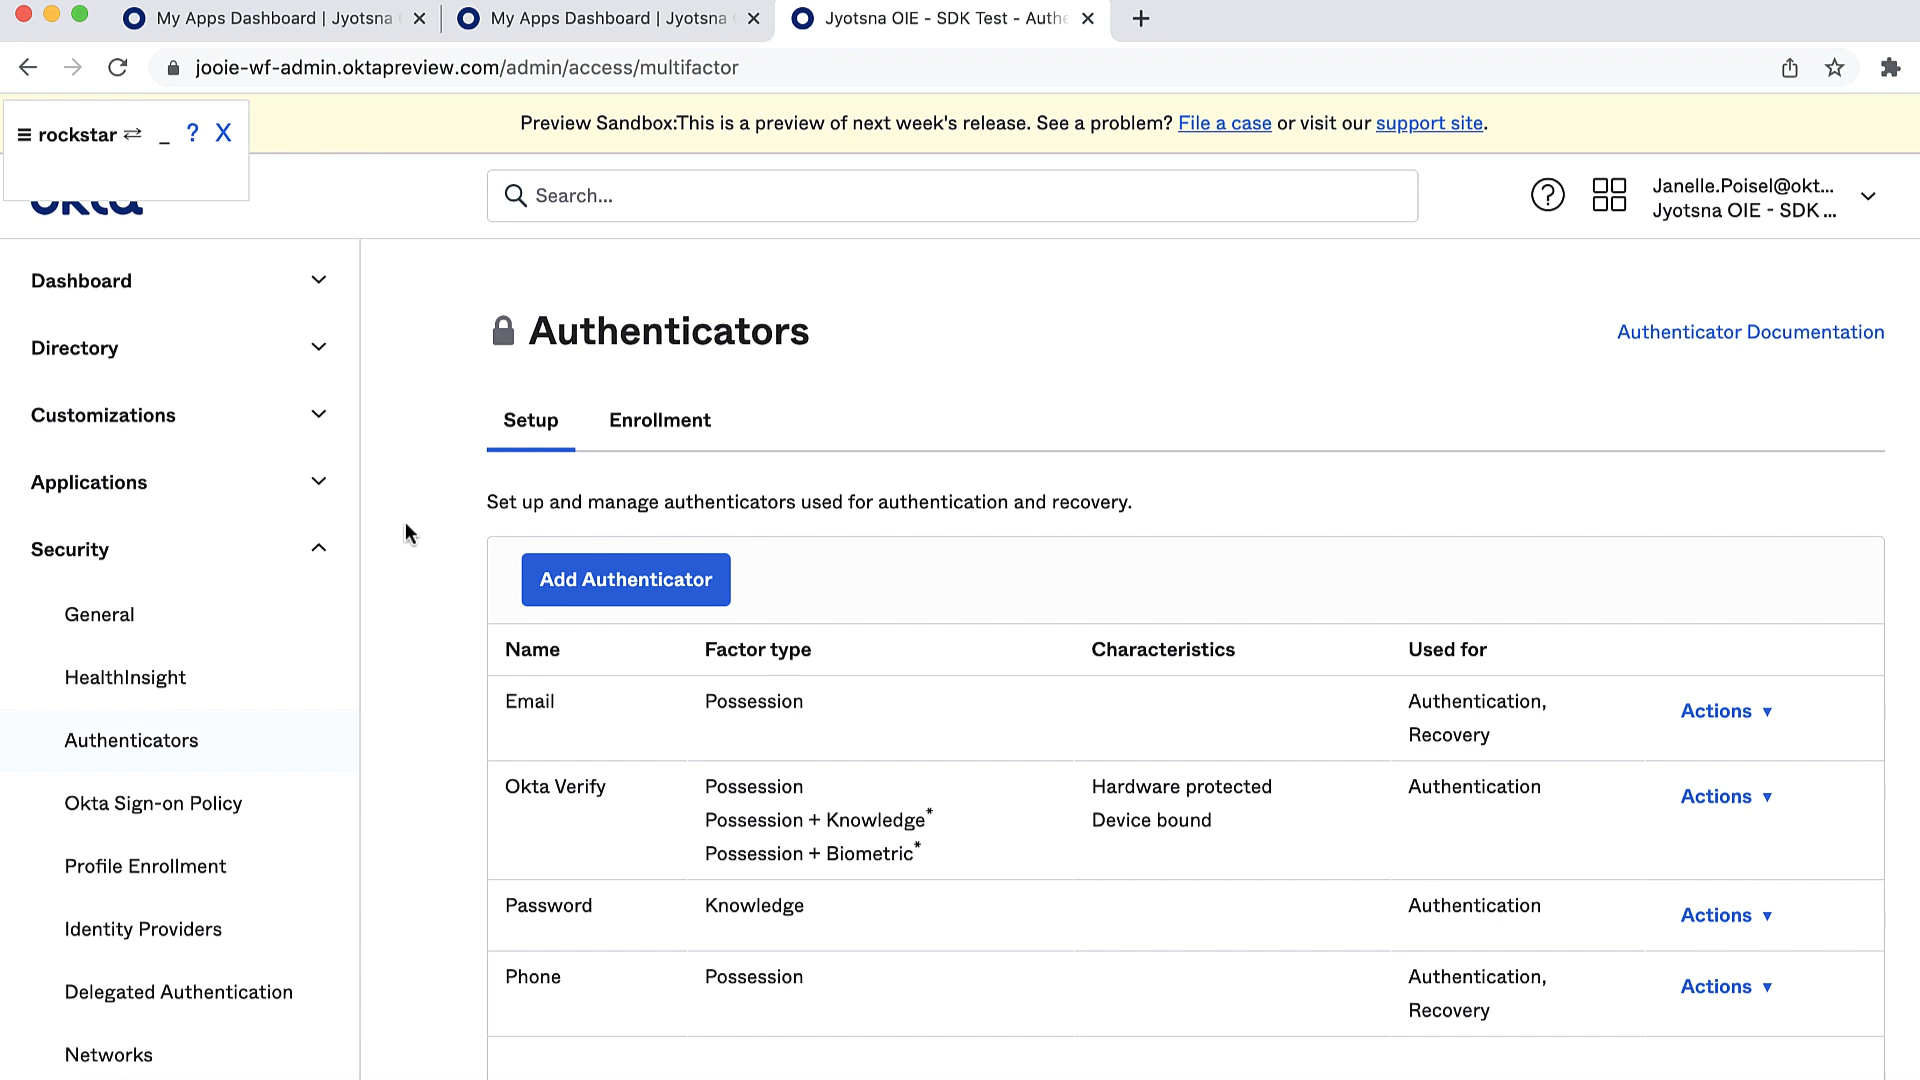 My Apps Dashboard | Jyotsna
My Apps Dashboard | Jyotsna
Jyotsna OIE - SDK Test - Authe
jooie-wf-admin.oktapreview.com/admin/access/multifactor
rockstar ⇄ _ ? X
Preview Sandbox:This is a preview of next week's release. See a problem? File a case or visit our support site.
okta
Search...
Janelle.Poisel@okt...
Jyotsna OIE - SDK ...
Dashboard
Directory
Customizations
Applications
Security
General
HealthInsight
Authenticators
Okta Sign-on Policy
Profile Enrollment
Identity Providers
Delegated Authentication
Networks
Authenticators
Authenticator Documentation
Setup Enrollment
Set up and manage authenticators used for authentication and recovery.
Add Authenticator
Name Factor type Characteristics Used for
Email Possession Authentication, Actions ▼
Recovery
Okta Verify Possession Hardware protected Authentication Actions ▼
Possession + Knowledge* Device bound
Possession + Biometric*
Password Knowledge Authentication Actions ▼
Phone Possession Authentication, Actions ▼
Recovery